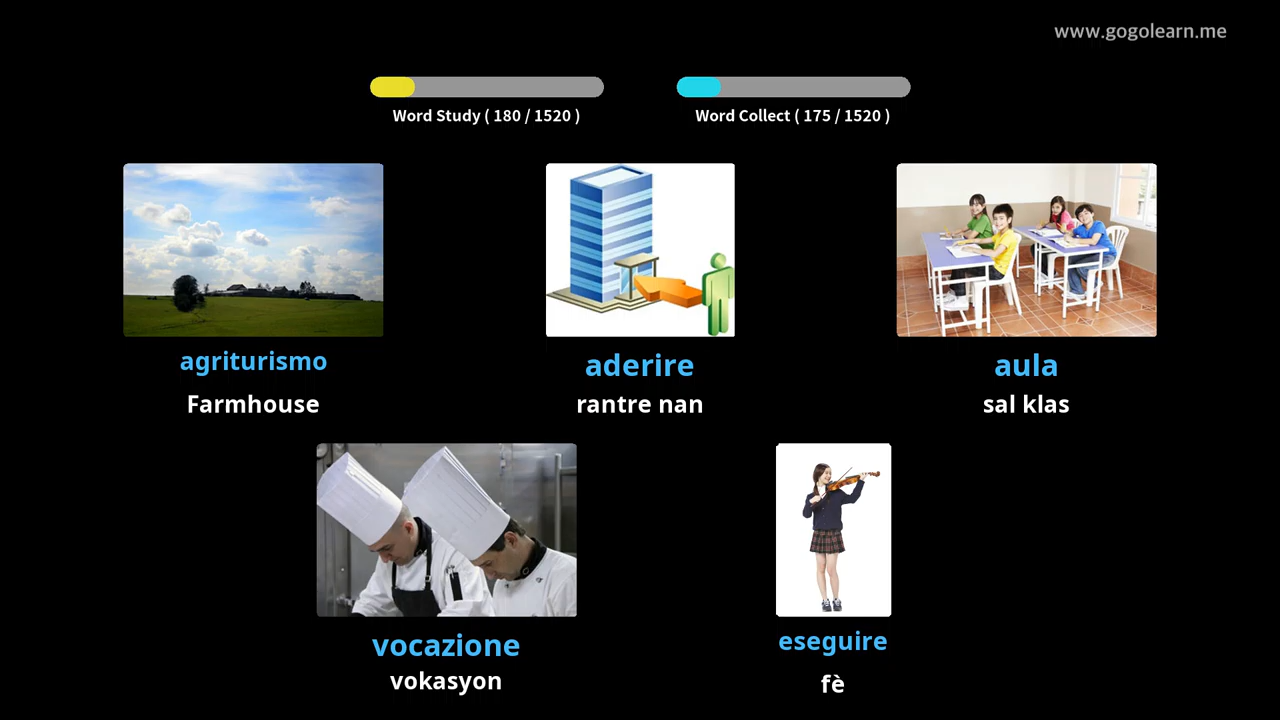 www.gogolearn.me
Word Study ( 180 / 1520 )
Word Collect ( 175 / 1520 )
agriturismo
Farmhouse
aderire
rantre nan
aula
sal klas
vocazione
vokasyon
eseguire
fè